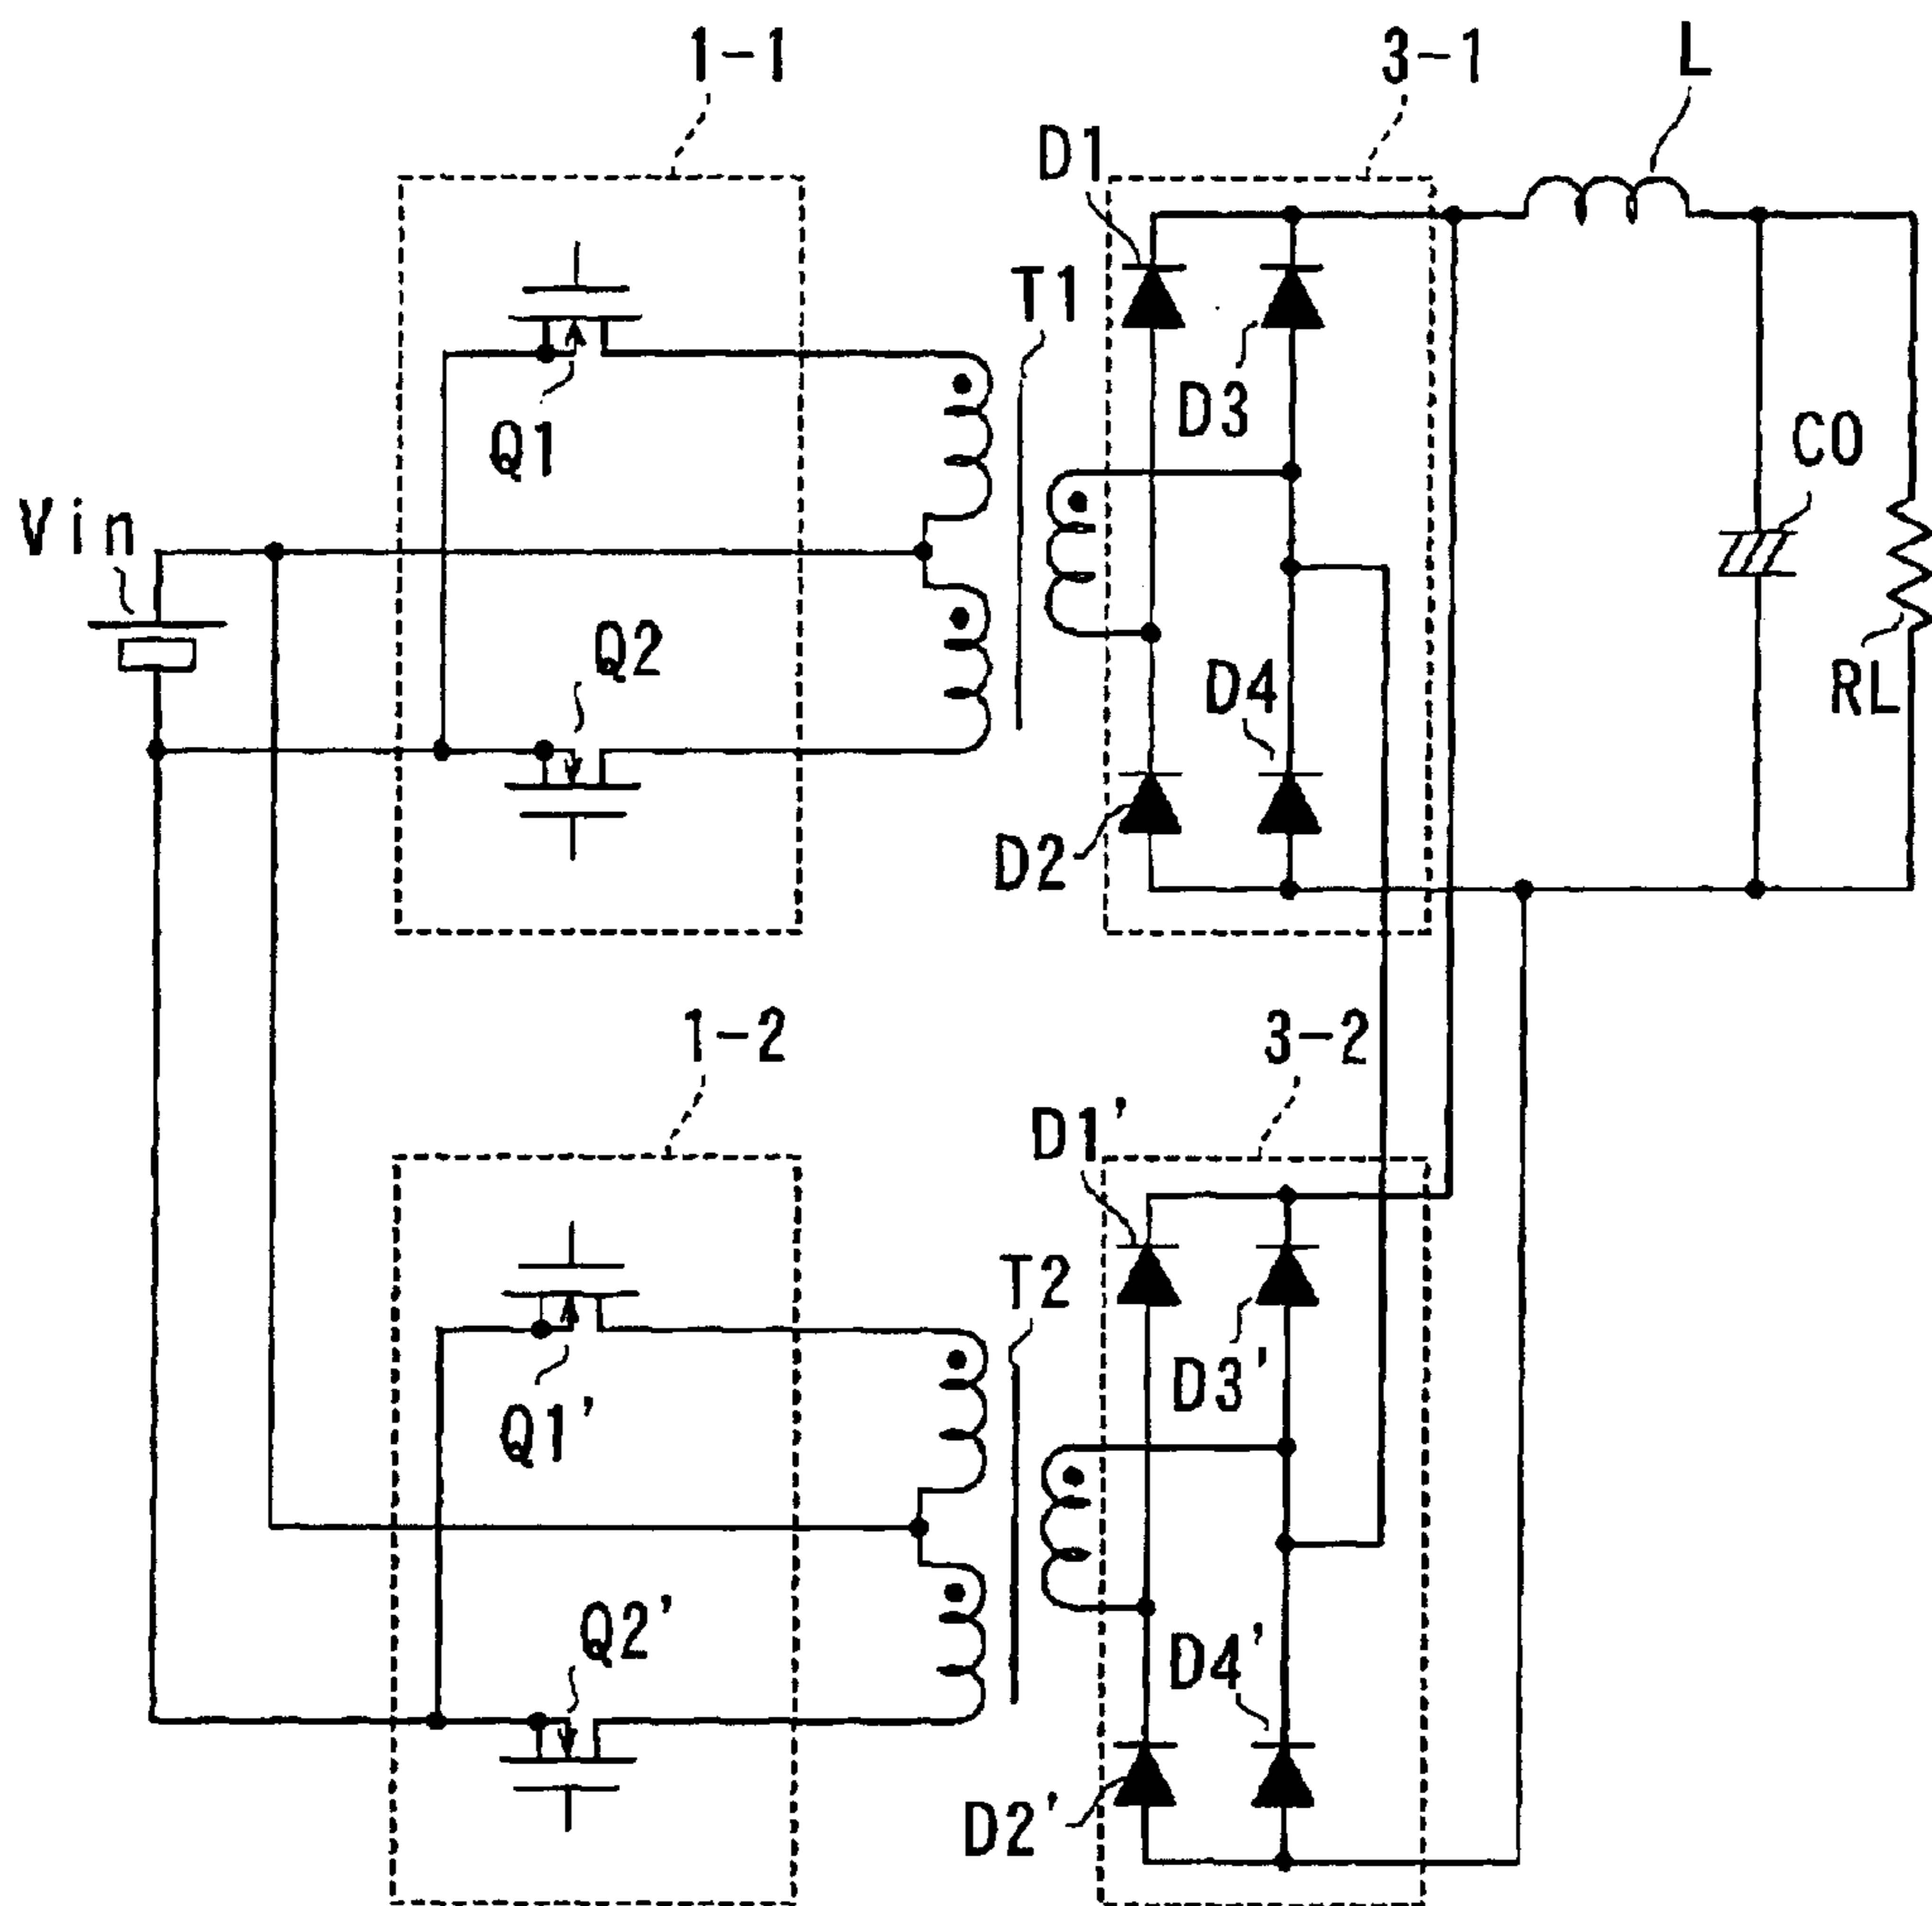 1-1
3-1
L
D1
T1
D3
Q1
CO
Vin
Q2
D4
RL
D2
1-2
3-2
D1'
T2
D3'
Q1'
Q2'
D4'
D2'